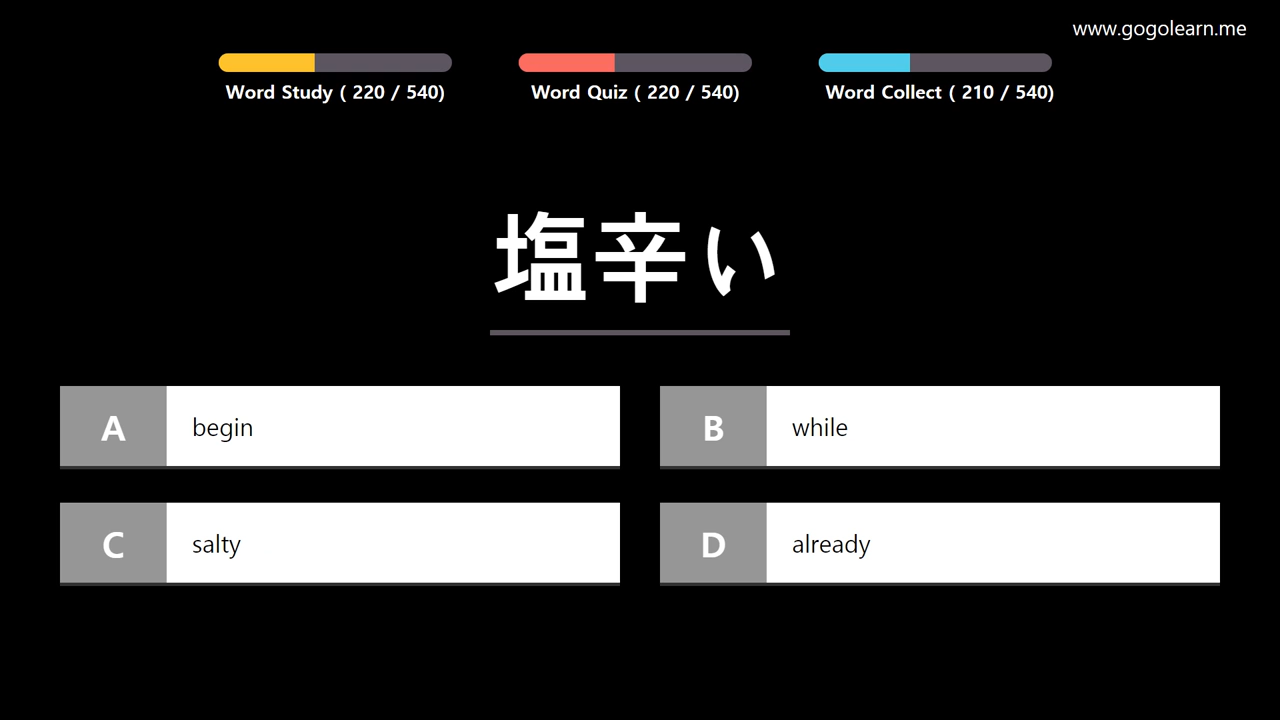 www.gogolearn.me
Word Study ( 220 / 540)
Word Quiz ( 220 / 540)
Word Collect ( 210 / 540)
塩辛い
A begin
B while
C salty
D already